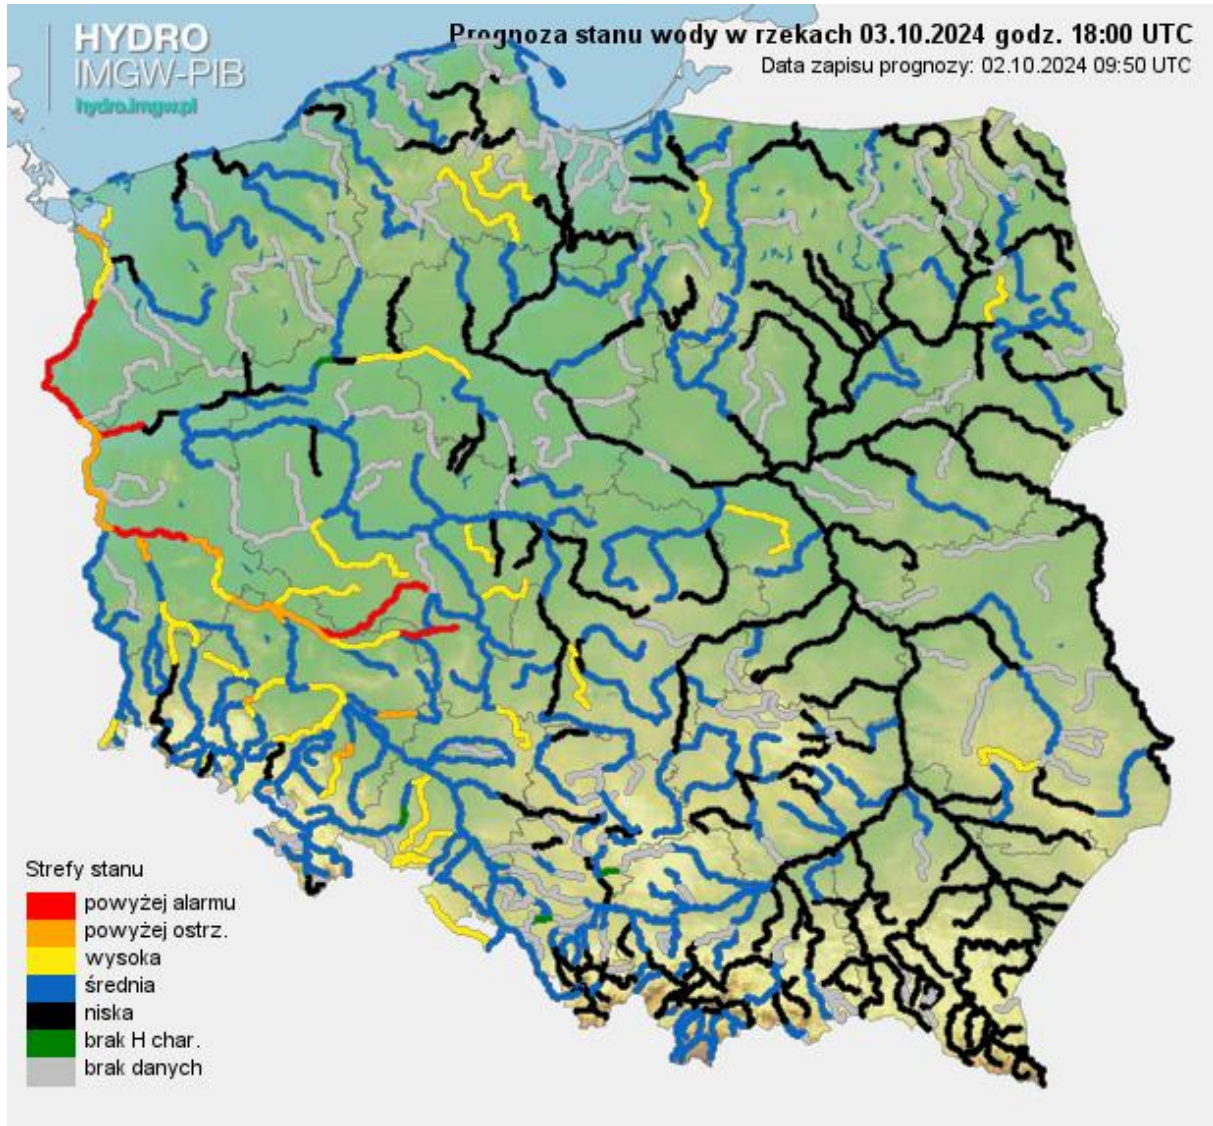 HYDRO
IMGW-PIB
hydro.imgw.pl
Prognoza stanu wody w rzekach 03.10.2024 godz. 18:00 UTC
Data zapisu prognozy: 02.10.2024 09:50 UTC
Strefy stanu
powyżej alarmu
powyżej ostrz.
wysoka
średnia
niska
brak H char.
brak danych